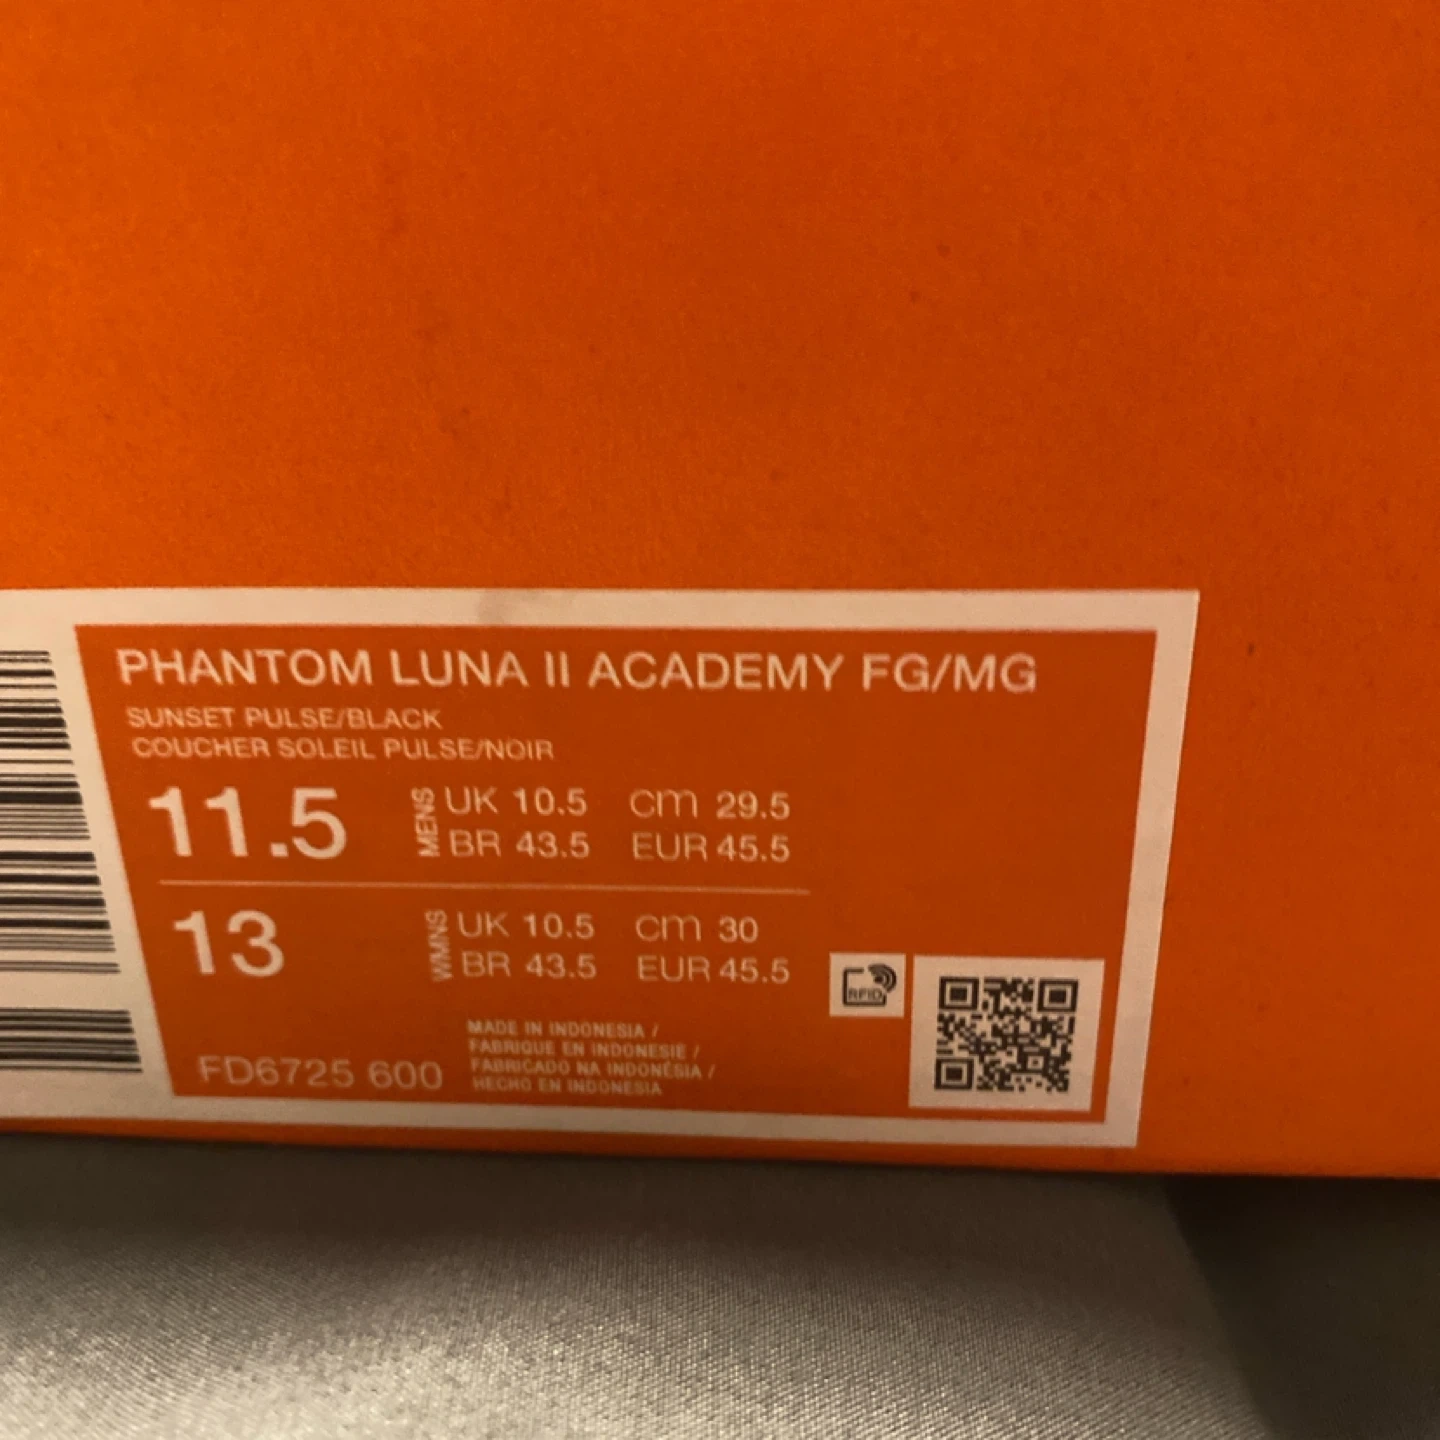 PHANTOM LUNA II ACADEMY FG/MG
SUNSET PULSE/BLACK
COUCHER SOLEIL PULSE/NOIR
11.5 MENS UK 10.5 cm 29.5
BR 43.5 EUR 45.5
13 WMNS UK 10.5 cm 30
BR 43.5 EUR 45.5
RFID
MADE IN INDONESIA /
FABRIQUE EN INDONESIE /
FABRICADO NA INDONÉSIA /
HECHO EN INDONESIA
FD6725 600